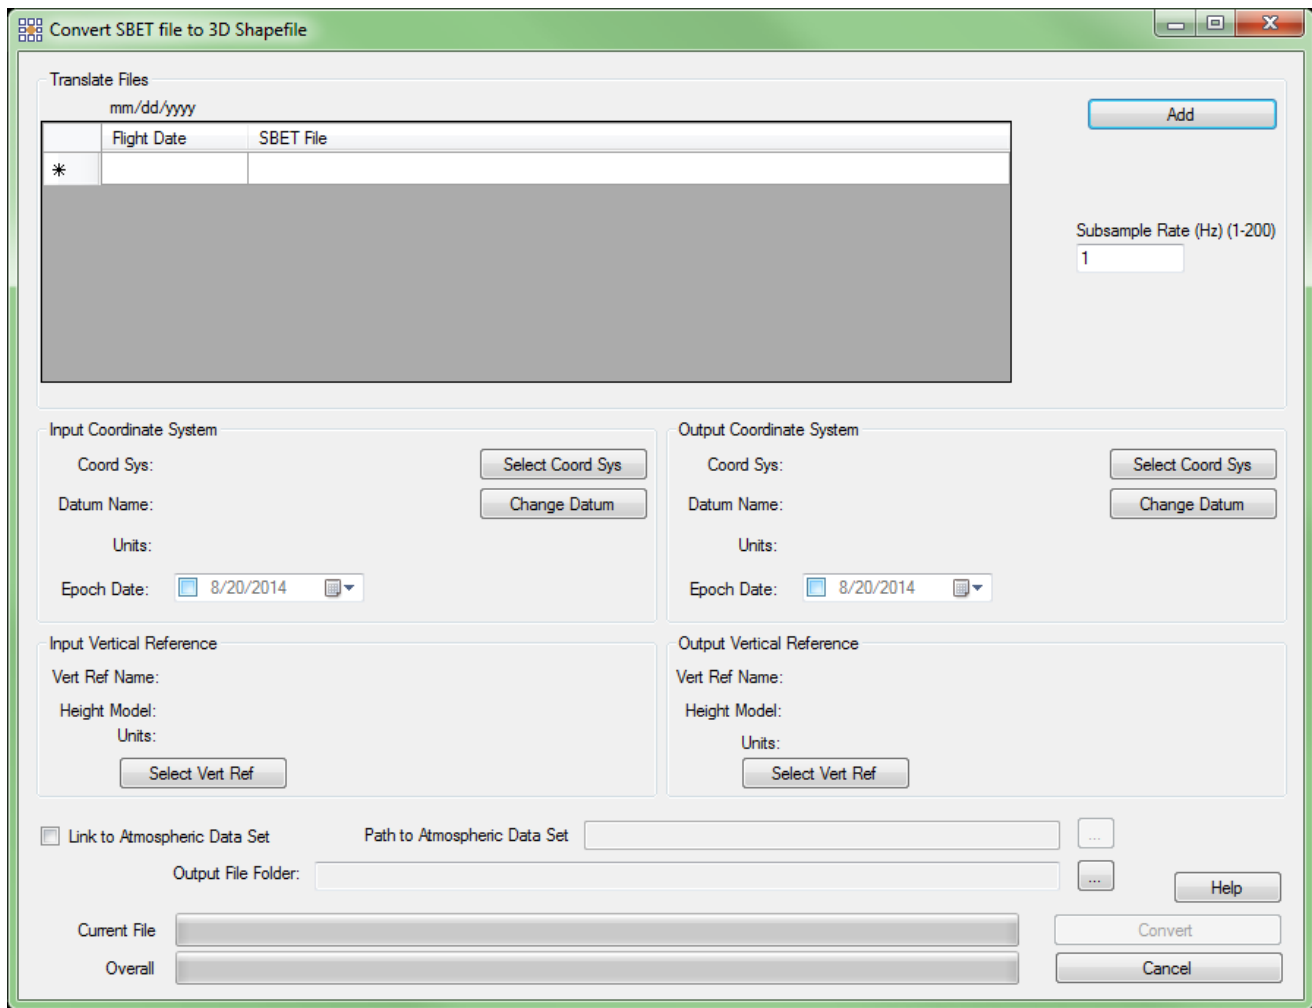 Convert SBET file to 3D Shapefile
Translate Files
mm/dd/yyyy
Add
Flight Date SBET File
*
Subsample Rate (Hz) (1-200)
1
Input Coordinate System
Coord Sys: Select Coord Sys
Datum Name: Change Datum
Units:
Epoch Date: 8/20/2014
Output Coordinate System
Coord Sys: Select Coord Sys
Datum Name: Change Datum
Units:
Epoch Date: 8/20/2014
Input Vertical Reference
Vert Ref Name:
Height Model:
Units:
Select Vert Ref
Output Vertical Reference
Vert Ref Name:
Height Model:
Units:
Select Vert Ref
Link to Atmospheric Data Set Path to Atmospheric Data Set ...
Output File Folder: ...
Help
Current File Convert
Overall Cancel